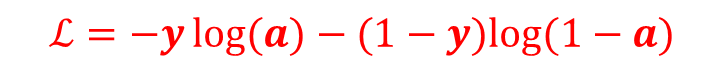 ℒ = −y log(a) − (1 − y)log(1 − a)